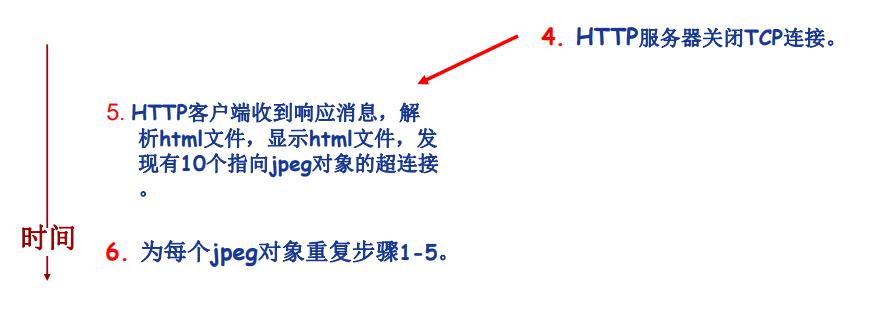 4. HTTP服务器关闭TCP连接。
5. HTTP客户端收到响应消息，解
析html文件，显示html文件，发
现有10个指向jpeg对象的超连接
。
时间
6. 为每个jpeg对象重复步骤1-5。